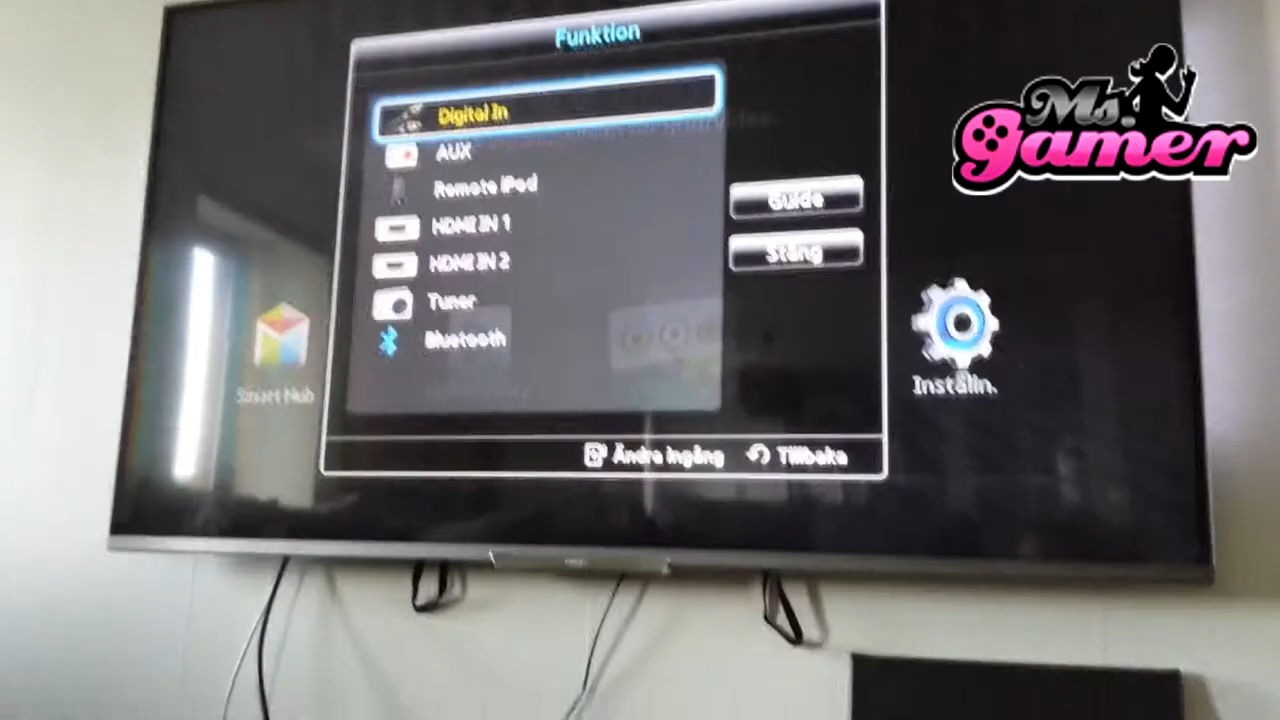 Funktion
Digital In
AUX
Remote iPod
HDMI IN 1
HDMI IN 2
Tuner
Bluetooth
Guide
Stäng
Ändra ingång
Tillbaka
Smart Hub
Inställn.
Ms.
gamer